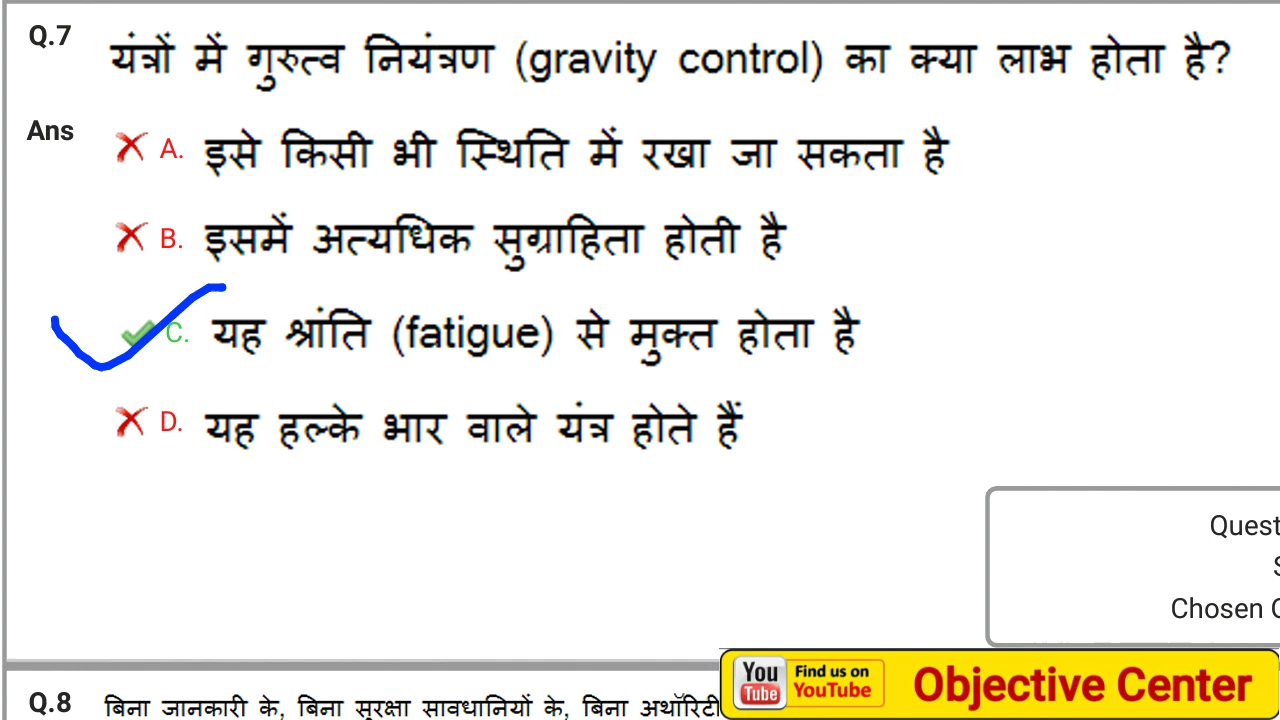 Q.7 यंत्रों में गुरुत्व नियंत्रण (gravity control) का क्या लाभ होता है?
Ans A. इसे किसी भी स्थिति में रखा जा सकता है
B. इसमें अत्यधिक सुग्राहिता होती है
C. यह श्रांति (fatigue) से मुक्त होता है
D. यह हल्के भार वाले यंत्र होते हैं
Quest
S
Chosen
Q.8 बिना जानकारी के, बिना सुरक्षा सावधानियों के, बिना अथॉरिटी
You Tube
Find us on
YouTube
Objective Center